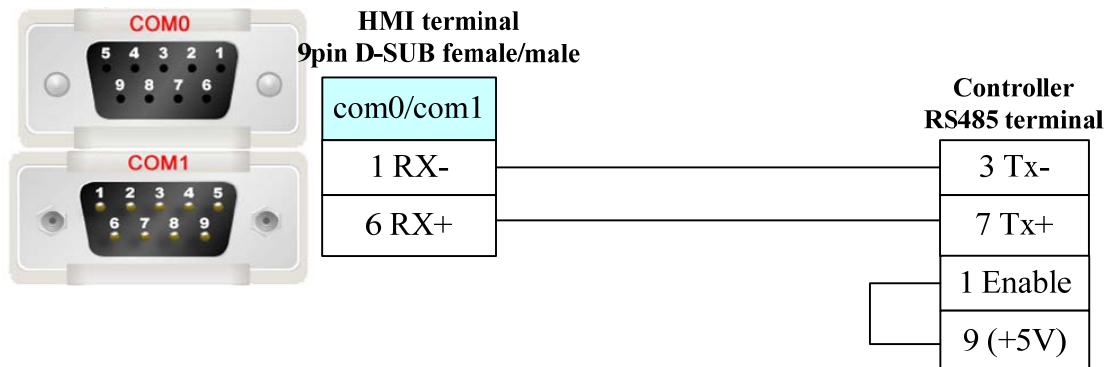 COM0
5 4 3 2 1
9 8 7 6
COM1
1 2 3 4 5
6 7 8 9
HMI terminal
9pin D-SUB female/male
com0/com1
1 RX-
6 RX+
Controller
RS485 terminal
3 Tx-
7 Tx+
1 Enable
9 (+5V)